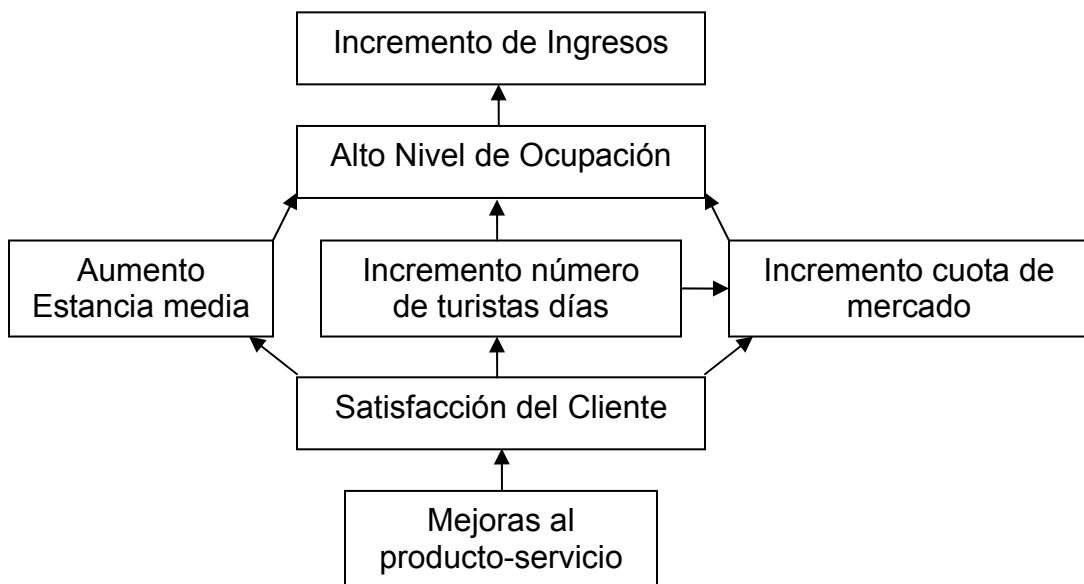 Incremento de Ingresos
Alto Nivel de Ocupación
Aumento
Estancia media
Incremento número
de turistas días
Incremento cuota de
mercado
Satisfacción del Cliente
Mejoras al
producto-servicio